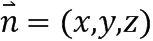 n⃗ = (x,y,z)